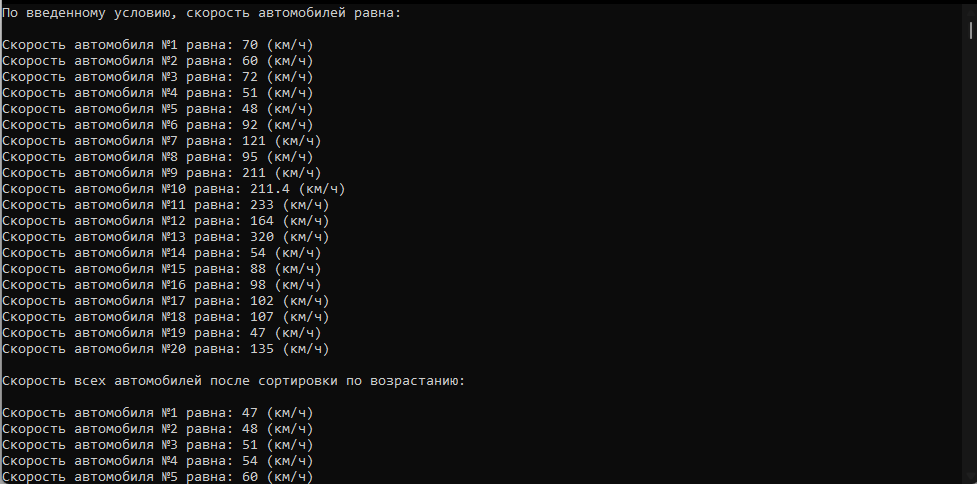 По введенному условию, скорость автомобилей равна:
Скорость автомобиля №1 равна: 70 (км/ч)
Скорость автомобиля №2 равна: 60 (км/ч)
Скорость автомобиля №3 равна: 72 (км/ч)
Скорость автомобиля №4 равна: 51 (км/ч)
Скорость автомобиля №5 равна: 48 (км/ч)
Скорость автомобиля №6 равна: 92 (км/ч)
Скорость автомобиля №7 равна: 121 (км/ч)
Скорость автомобиля №8 равна: 95 (км/ч)
Скорость автомобиля №9 равна: 211 (км/ч)
Скорость автомобиля №10 равна: 211.4 (км/ч)
Скорость автомобиля №11 равна: 233 (км/ч)
Скорость автомобиля №12 равна: 164 (км/ч)
Скорость автомобиля №13 равна: 320 (км/ч)
Скорость автомобиля №14 равна: 54 (км/ч)
Скорость автомобиля №15 равна: 88 (км/ч)
Скорость автомобиля №16 равна: 98 (км/ч)
Скорость автомобиля №17 равна: 102 (км/ч)
Скорость автомобиля №18 равна: 107 (км/ч)
Скорость автомобиля №19 равна: 47 (км/ч)
Скорость автомобиля №20 равна: 135 (км/ч)
Скорость всех автомобилей после сортировки по возрастанию:
Скорость автомобиля №1 равна: 47 (км/ч)
Скорость автомобиля №2 равна: 48 (км/ч)
Скорость автомобиля №3 равна: 51 (км/ч)
Скорость автомобиля №4 равна: 54 (км/ч)
Скорость автомобиля №5 равна: 60 (км/ч)